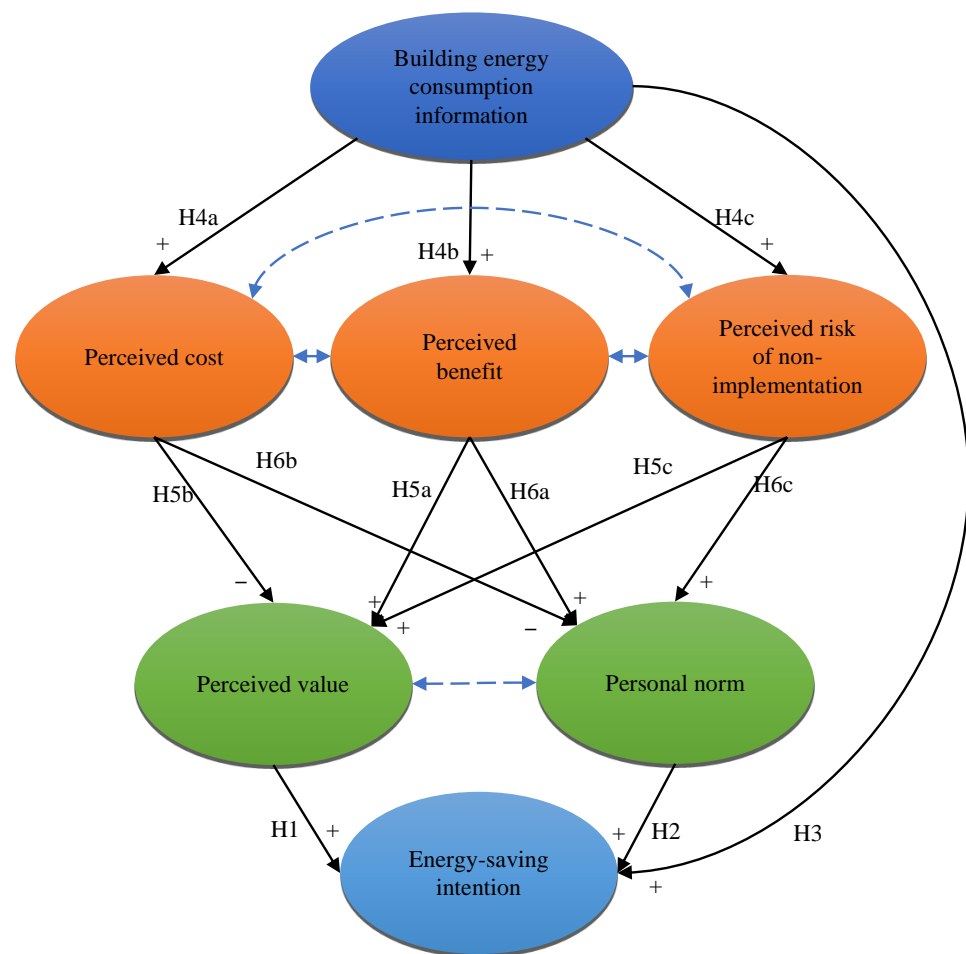 Building energy
consumption
information
H4a
H4c
+
H4b
+
+
Perceived cost
Perceived
benefit
Perceived risk
of non-
implementation
H6b
H5c
H5b
H5a
H6a
H6c
−
+
+
−
+
+
Perceived value
Personal norm
H1
+
+
H2
H3
Energy-saving
intention
+